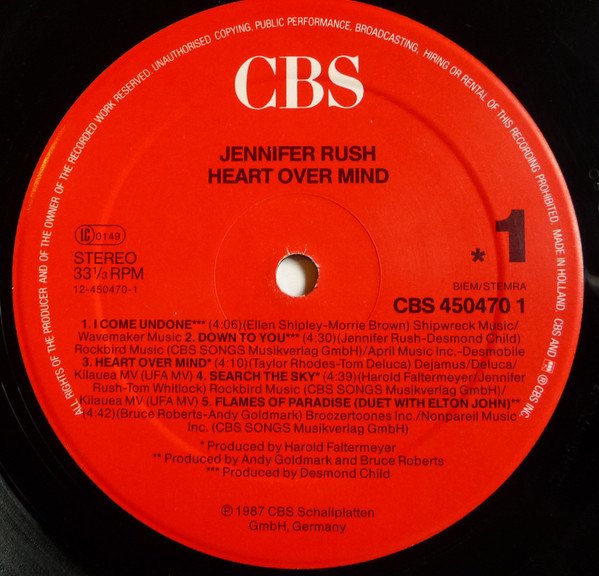 ALL RIGHTS OF THE PRODUCER AND OF THE OWNER OF THE RECORDED WORK RESERVED. UNAUTHORISED COPYING, PUBLIC PERFORMANCE, BROADCASTING, HIRING OR RENTAL OF THIS RECORDING PROHIBITED. MADE IN HOLLAND. CBS AND ℗ CBS INC.
CBS
JENNIFER RUSH
HEART OVER MIND
LC 0149
STEREO
33 1/3 RPM
12-450470-1
* 1
BIEM/STEMRA
CBS 450470 1
1. I COME UNDONE*** (4:06)(Ellen Shipley-Morrie Brown) Shipwreck Music/
Wavemaker Music 2. DOWN TO YOU*** (4:30)(Jennifer Rush-Desmond Child)
Rockbird Music (CBS SONGS Musikverlag GmbH)/April Music Inc.-Desmobile
3. HEART OVER MIND* (4:10)(Taylor Rhodes-Tom Deluca) Dejamus/Deluca/
Kilauea MV (UFA MV) 4. SEARCH THE SKY* (4:39)(Harold Faltermeyer/Jennifer
Rush-Tom Whitlock) Rockbird Music (CBS SONGS Musikverlag GmbH)/
Kilauea MV (UFA MV) 5. FLAMES OF PARADISE (DUET WITH ELTON JOHN)**
(4:42)(Bruce Roberts-Andy Goldmark) Broozertoones Inc./Nonpareil Music
Inc. (CBS SONGS Musikverlag GmbH)
* Produced by Harold Faltermeyer
** Produced by Andy Goldmark and Bruce Roberts
*** Produced by Desmond Child
℗ 1987 CBS Schallplatten
GmbH, Germany